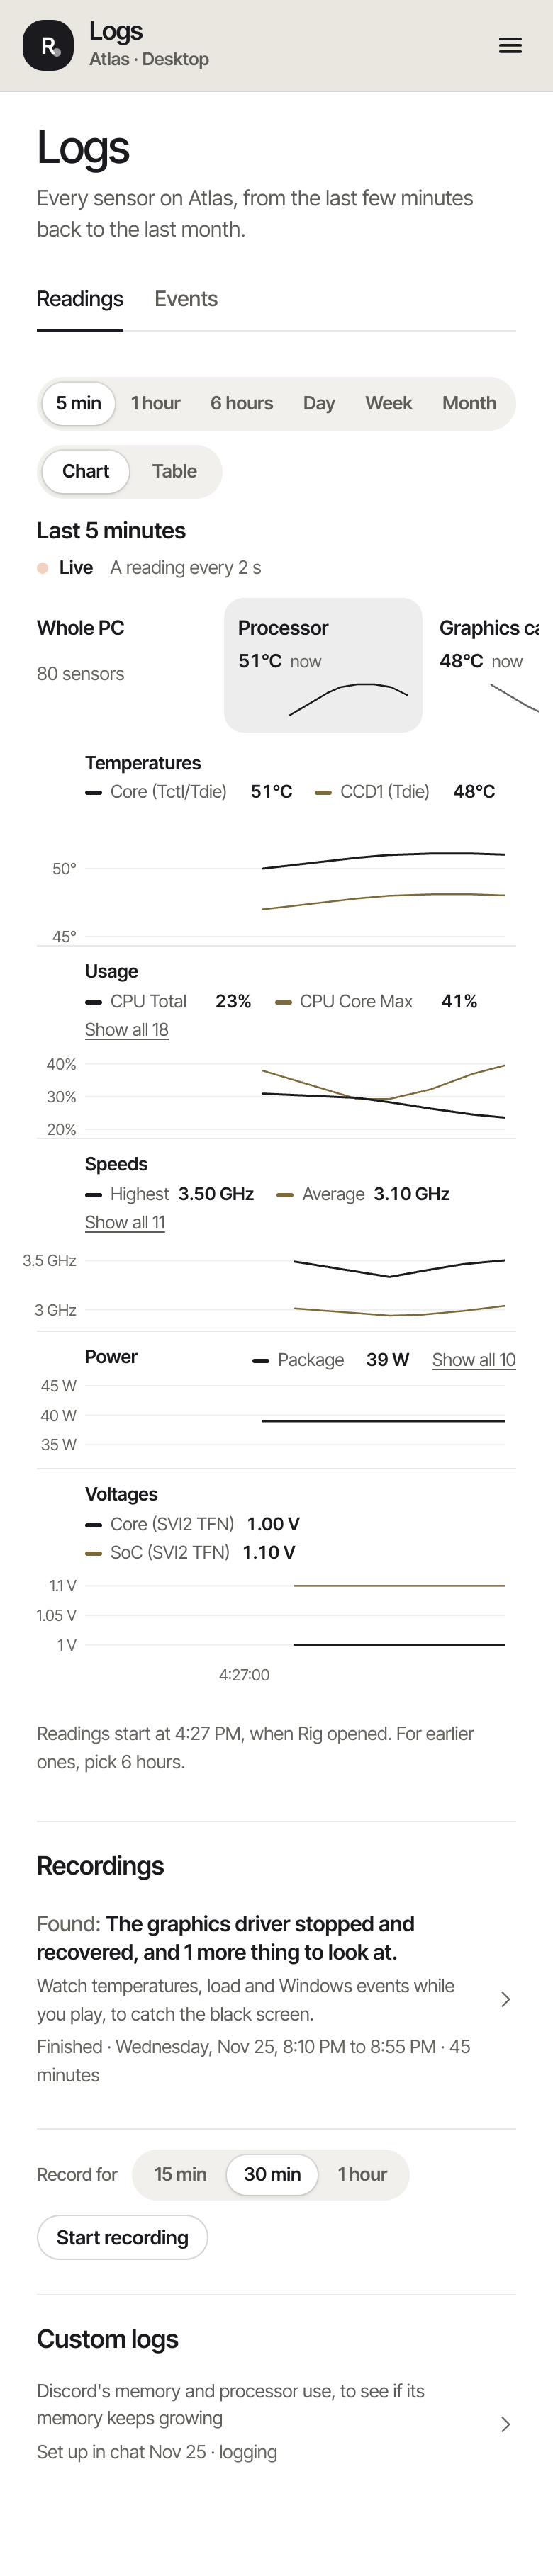 R
Logs
Atlas · Desktop
Logs
Every sensor on Atlas, from the last few minutes
back to the last month.
Readings Events
5 min 1 hour 6 hours Day Week Month
Chart Table
Last 5 minutes
Live A reading every 2 s
Whole PC
80 sensors
Processor
51°C now
Graphics ca
48°C now
Temperatures
Core (Tctl/Tdie) 51°C CCD1 (Tdie) 48°C
50°
45°
Usage
CPU Total 23% CPU Core Max 41%
Show all 18
40%
30%
20%
Speeds
Highest 3.50 GHz Average 3.10 GHz
Show all 11
3.5 GHz
3 GHz
Power Package 39 W Show all 10
45 W
40 W
35 W
Voltages
Core (SVI2 TFN) 1.00 V
SoC (SVI2 TFN) 1.10 V
1.1 V
1.05 V
1 V
4:27:00
Readings start at 4:27 PM, when Rig opened. For earlier
ones, pick 6 hours.
Recordings
Found: The graphics driver stopped and
recovered, and 1 more thing to look at.
Watch temperatures, load and Windows events while
you play, to catch the black screen.
Finished · Wednesday, Nov 25, 8:10 PM to 8:55 PM · 45
minutes
Record for 15 min 30 min 1 hour
Start recording
Custom logs
Discord's memory and processor use, to see if its
memory keeps growing
Set up in chat Nov 25 · logging